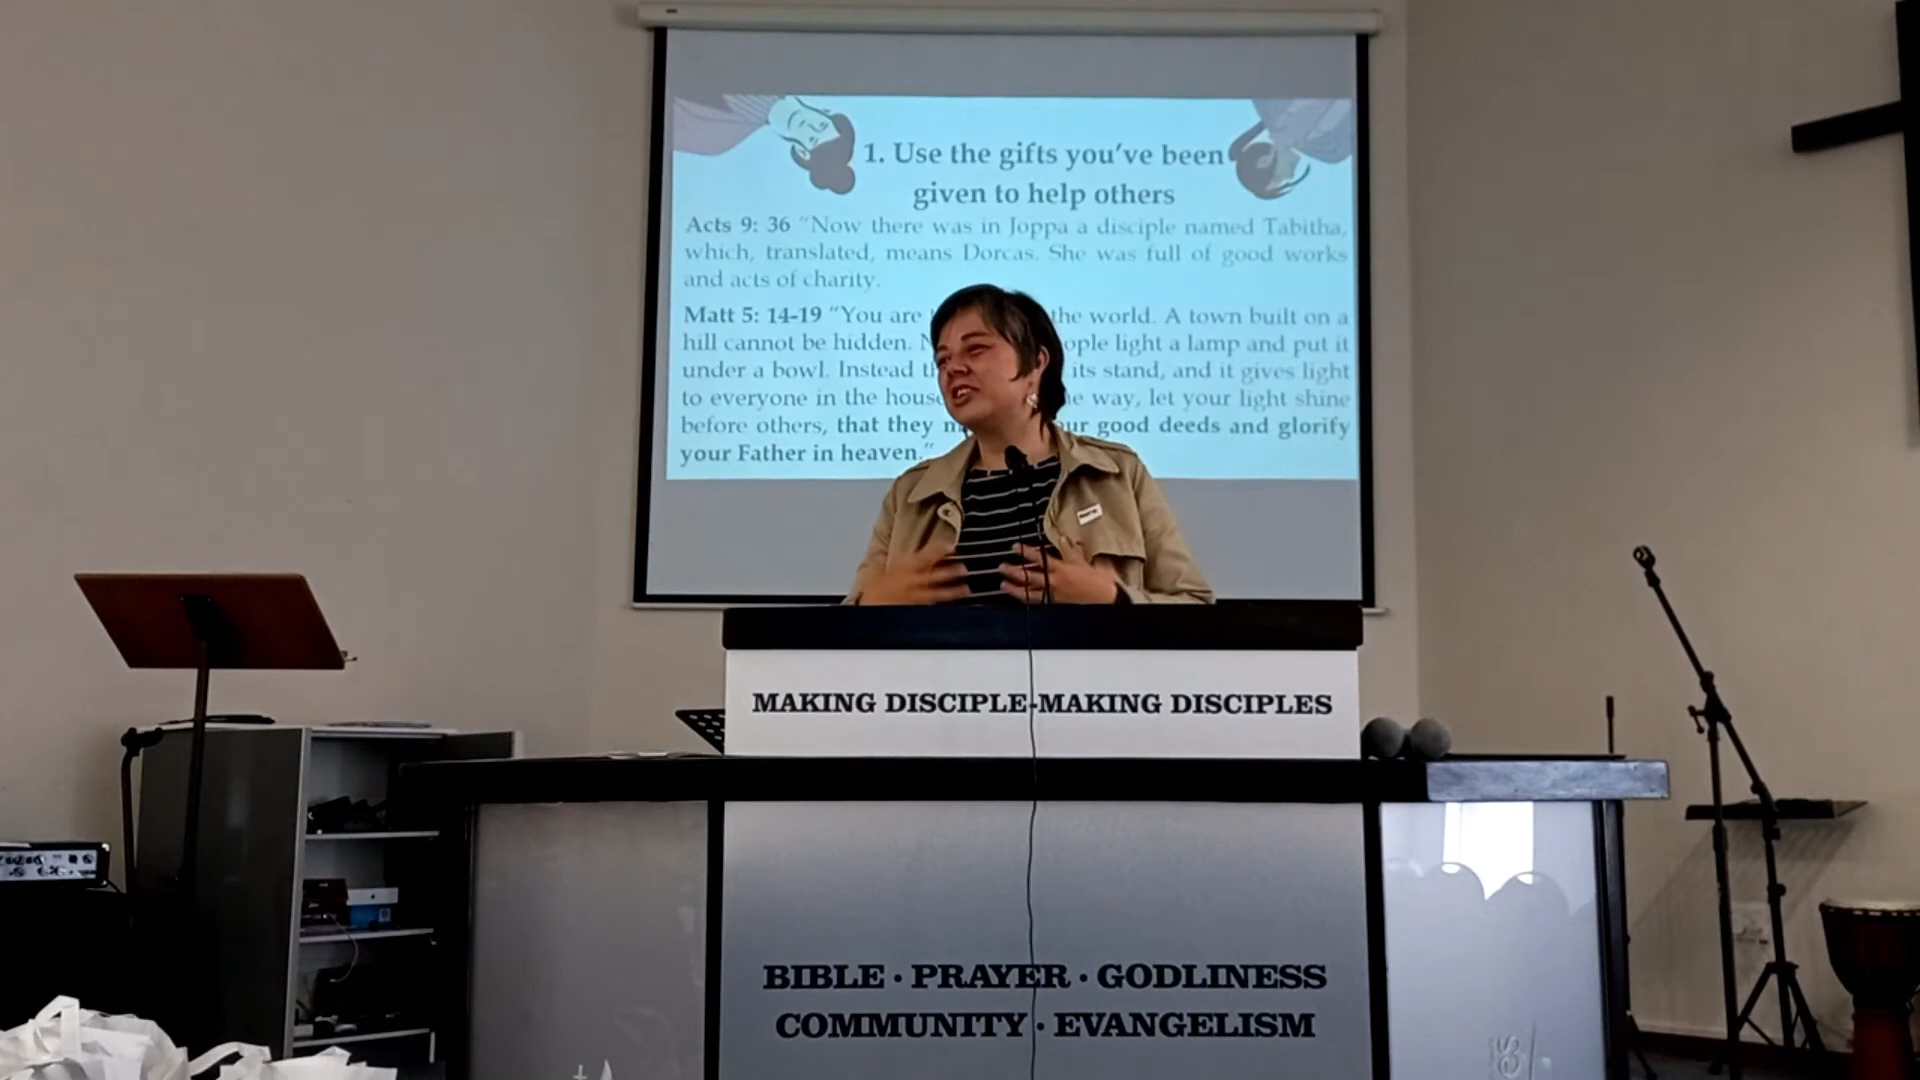 1. Use the gifts you've been
given to help others
Acts 9: 36 "Now there was in Joppa a disciple named Tabitha,
which, translated, means Dorcas. She was full of good works
and acts of charity.
Matt 5: 14-19 "You are the world. A town built on a
hill cannot be hidden. light a lamp and put it
under a bowl. Instead its stand, and it gives light
to everyone in the house way, let your light shine
before others, that they good deeds and glorify
your Father in heaven."
MAKING DISCIPLE-MAKING DISCIPLES
BIBLE · PRAYER · GODLINESS
COMMUNITY · EVANGELISM